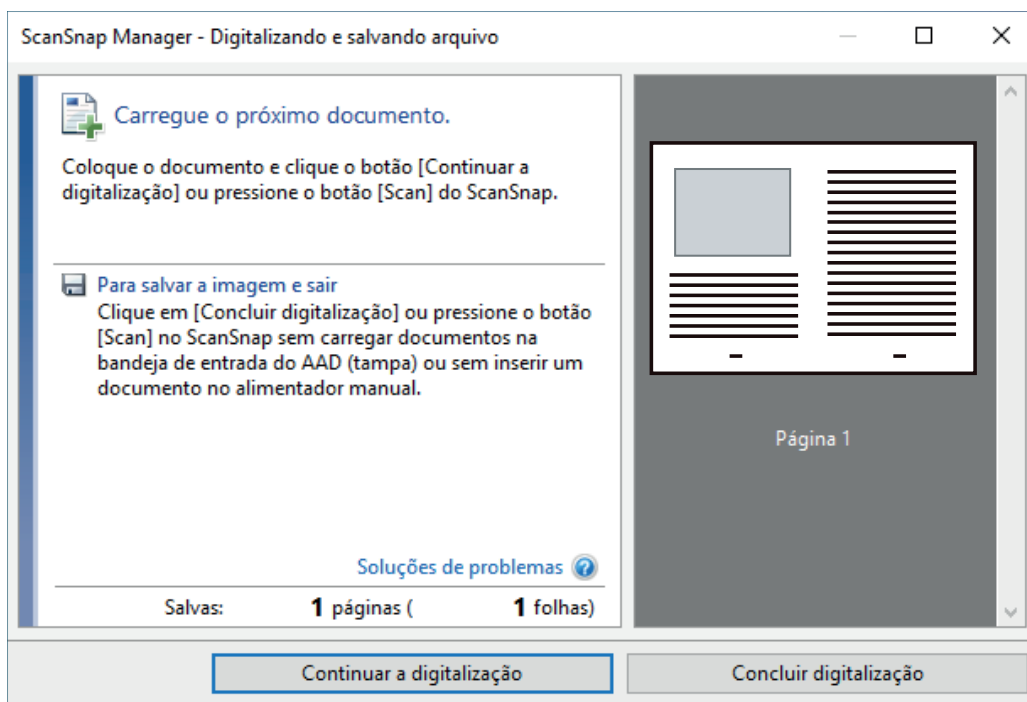 ScanSnap Manager - Digitalizando e salvando arquivo
Carregue o próximo documento.
Coloque o documento e clique o botão [Continuar a
digitalização] ou pressione o botão [Scan] do ScanSnap.
Para salvar a imagem e sair
Clique em [Concluir digitalização] ou pressione o botão
[Scan] no ScanSnap sem carregar documentos na
bandeja de entrada do AAD (tampa) ou sem inserir um
documento no alimentador manual.
Soluções de problemas
Salvas: 1 páginas ( 1 folhas)
Página 1
Continuar a digitalização
Concluir digitalização